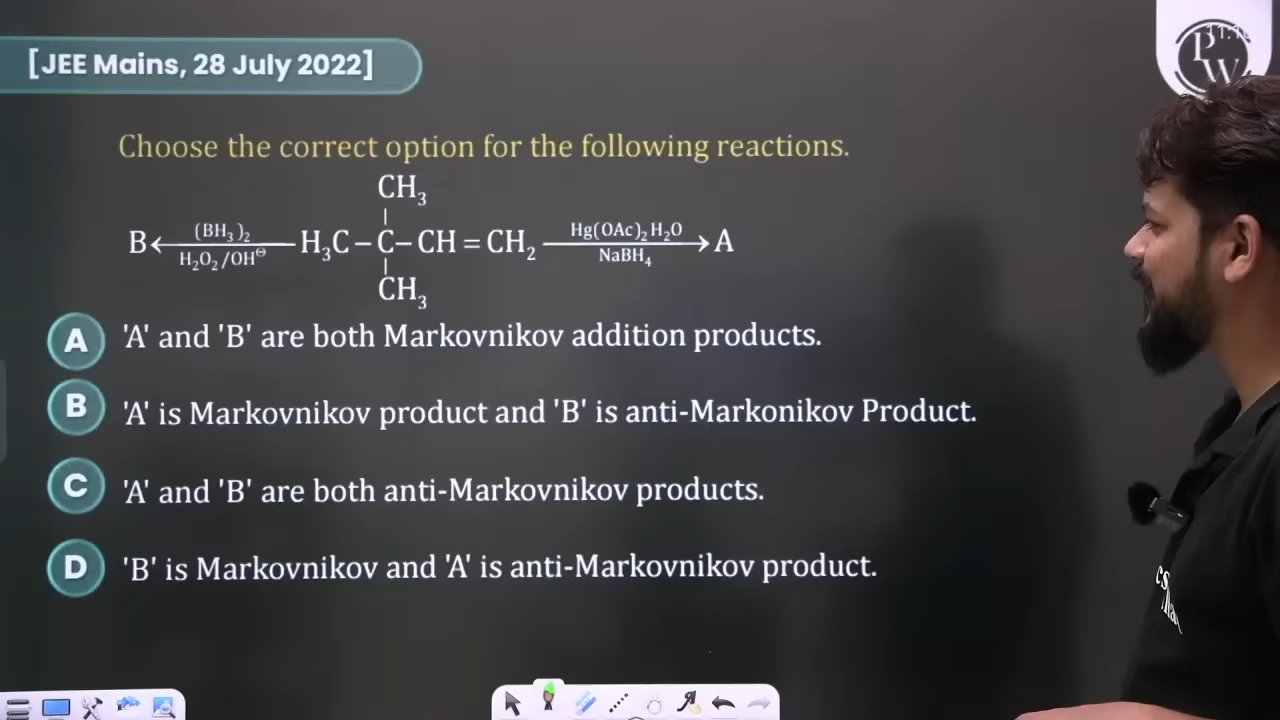 [JEE Mains, 28 July 2022]
PW
Choose the correct option for the following reactions.
CH₃
B ← (BH₃)₂ H₂O₂/OH⊖ H₃C – C – CH = CH₂ Hg(OAc)₂ H₂O NaBH₄ → A
CH₃
A 'A' and 'B' are both Markovnikov addition products.
B 'A' is Markovnikov product and 'B' is anti-Markonikov Product.
C 'A' and 'B' are both anti-Markovnikov products.
D 'B' is Markovnikov and 'A' is anti-Markovnikov product.